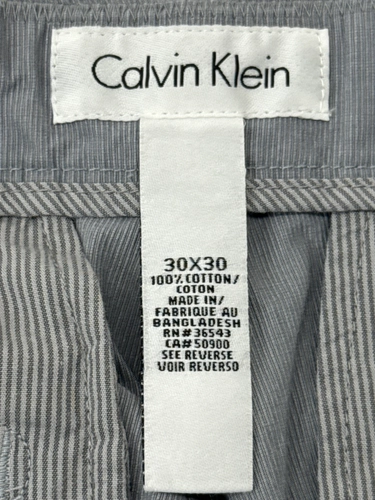 Calvin Klein
30X30
100% COTTON/
COTON
MADE IN/
FABRIQUE AU
BANGLADESH
RN#36543
CA#50900
SEE REVERSE
VOIR REVERSO